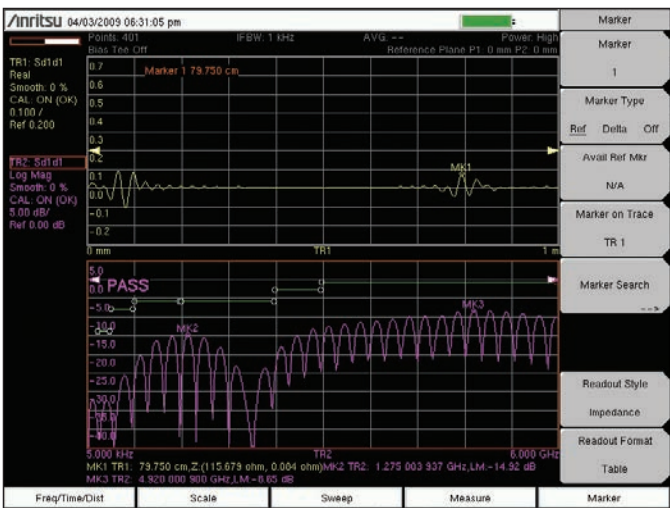 Anritsu 04/03/2009 06:31:05 pm
Points: 401 IFBW: 1 KHz AVG: -- Power: High
Bias Tee Off Reference Plane P1: 0 mm P2: 0 mm
TR1: Sd1d1
Real
Smooth: 0 %
CAL: ON (OK)
0.100 /
Ref 0.200
Marker 1 79.750 cm
0.7
0.6
0.5
0.4
0.3
0.2
0.1
0.0
-0.1
-0.2
MK1
0 mm TR1 1 m
TR2: Sd1d1
Log Mag
Smooth: 0 %
CAL: ON (OK)
5.00 dB/
Ref 0.00 dB
5.0
0.0
PASS
-5.0
-10.0
-15.0
-20.0
-25.0
-40.0
MK2
MK3
5.000 KHz TR2 6.000 GHz
MK1 TR1: 79.750 cm,Z:(115.679 ohm, 0.004 ohm)MK2 TR2: 1.275 003 937 GHz,LM:-14.92 dB
MK3 TR2: 4.920 000 900 GHz,LM:-8.65 dB
Marker
Marker
1
Marker Type
Ref Delta Off
Avail Ref Mkr
N/A
Marker on Trace
TR 1
Marker Search
-->
Readout Style
Impedance
Readout Format
Table
Freq/Time/Dist Scale Sweep Measure Marker